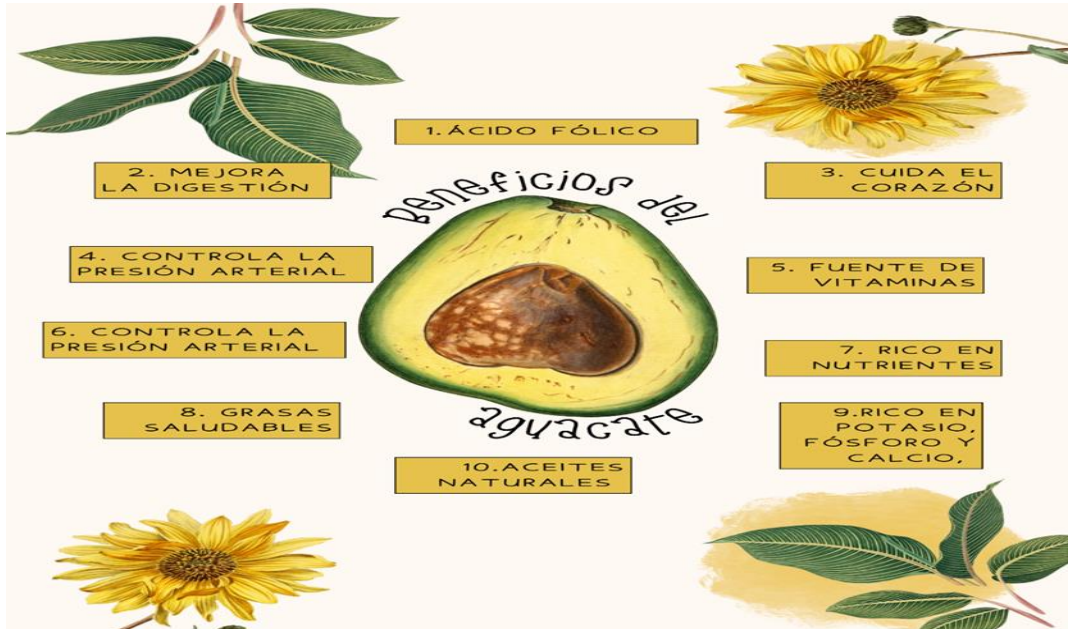 Beneficios del
aguacate
1.ÁCIDO FÓLICO
2. MEJORA
LA DIGESTIÓN
3. CUIDA EL
CORAZÓN
4. CONTROLA LA
PRESIÓN ARTERIAL
5. FUENTE DE
VITAMINAS
6. CONTROLA LA
PRESIÓN ARTERIAL
7. RICO EN
NUTRIENTES
8. GRASAS
SALUDABLES
9.RICO EN
POTASIO,
FÓSFORO Y
CALCIO,
10.ACEITES
NATURALES